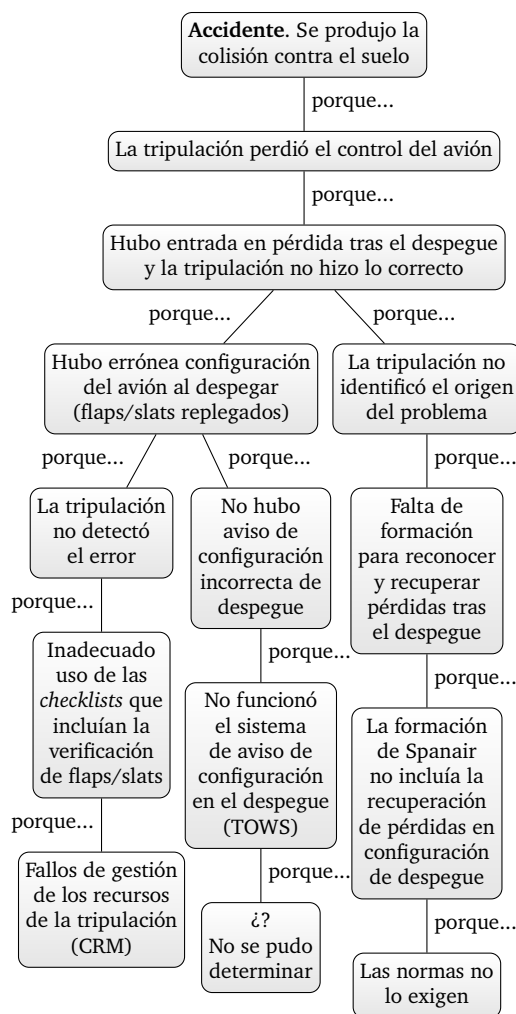 Accidente. Se produjo la
colisión contra el suelo
porque...
La tripulación perdió el control del avión
porque...
Hubo entrada en pérdida tras el despegue
y la tripulación no hizo lo correcto
porque...
porque...
Hubo errónea configuración
del avión al despegar
(flaps/slats replegados)
La tripulación no
identificó el origen
del problema
porque...
porque...
porque...
La tripulación
no detectó
el error
No hubo
aviso de
configuración
incorrecta de
despegue
Falta de
formación
para reconocer
y recuperar
pérdidas tras
el despegue
porque...
porque...
porque...
Inadecuado
uso de las
checklists que
incluían la
verificación
de flaps/slats
No funcionó
el sistema
de aviso de
configuración
en el despegue
(TOWS)
La formación
de Spanair
no incluía la
recuperación
de pérdidas en
configuración
de despegue
porque...
porque...
porque...
Fallos de gestión
de los recursos
de la tripulación
(CRM)
¿?
No se pudo
determinar
Las normas no
lo exigen